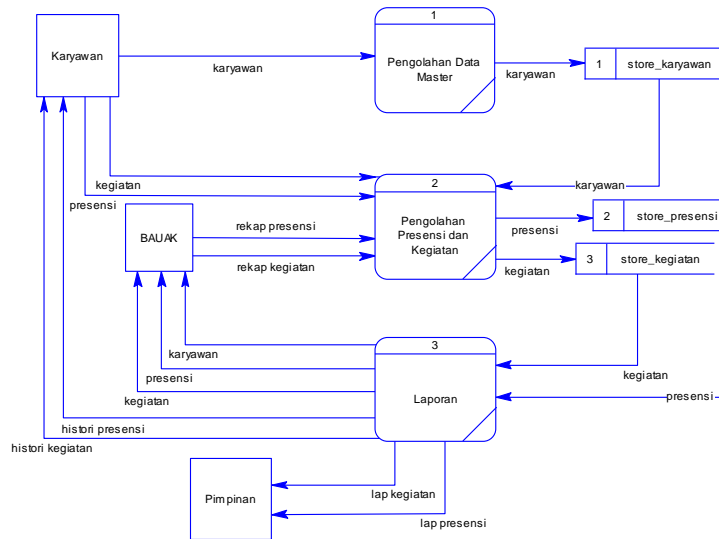 1
Karyawan
Pengolahan Data
Master
karyawan
karyawan
1 store_karyawan
kegiatan
presensi
2
Pengolahan
Presensi dan
Kegiatan
karyawan
BAUAK
rekap presensi
rekap kegiatan
presensi
2 store_presensi
kegiatan
3 store_kegiatan
3
Laporan
karyawan
presensi
kegiatan
histori presensi
histori kegiatan
kegiatan
presensi
Pimpinan
lap kegiatan
lap presensi